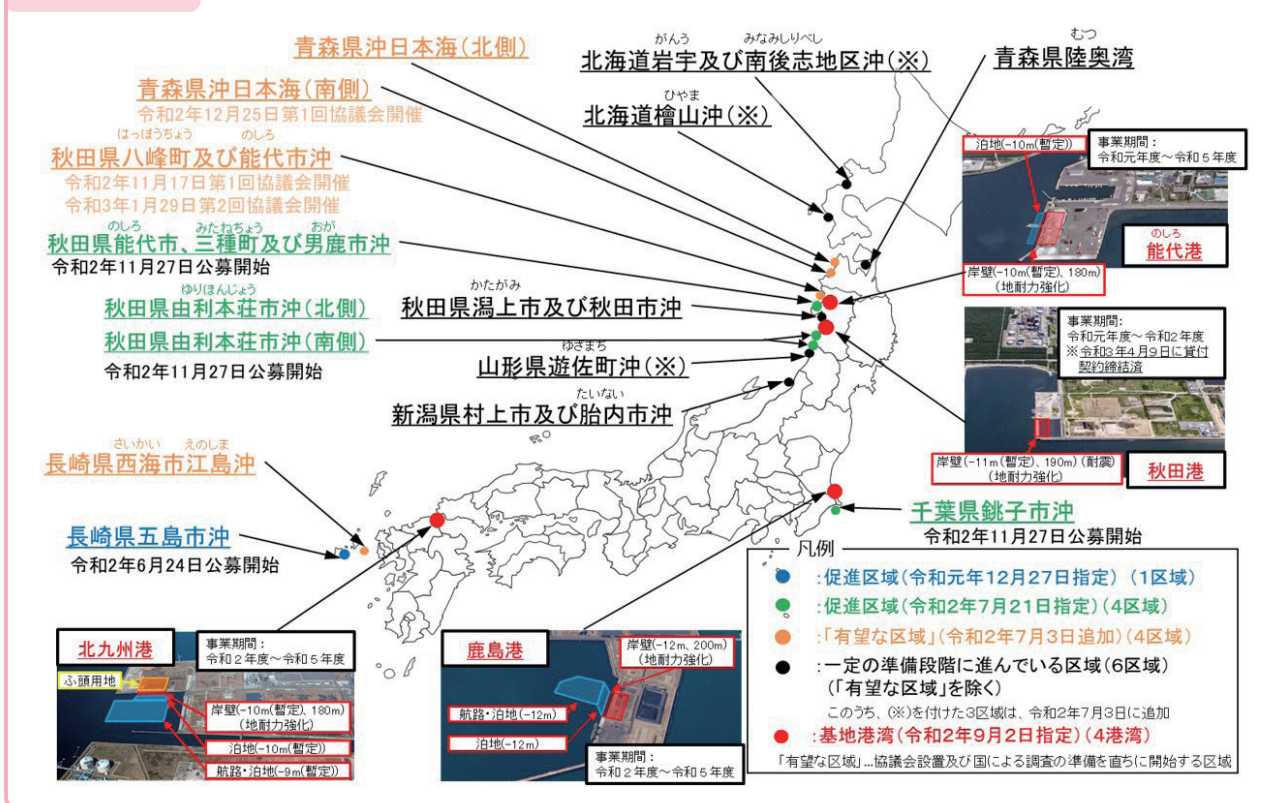 青森県沖日本海(北側)
青森県沖日本海(南側)
令和2年12月25日第1回協議会開催
はっぽうちょう のしろ
秋田県八峰町及び能代市沖
令和2年11月17日第1回協議会開催
令和3年1月29日第2回協議会開催
のしろ みたねちょう おが
秋田県能代市、三種町及び男鹿市沖
令和2年11月27日公募開始
ゆりほんじょう
秋田県由利本荘市沖(北側)
秋田県由利本荘市沖(南側)
令和2年11月27日公募開始
さいかい えのしま
長崎県西海市江島沖
長崎県五島市沖
令和2年6月24日公募開始
がんう みなみしりべし
北海道岩宇及び南後志地区沖(※)
ひやま
北海道檜山沖(※)
むつ
青森県陸奥湾
かたがみ
秋田県潟上市及び秋田市沖
ゆざまち
山形県遊佐町沖(※)
たいない
新潟県村上市及び胎内市沖
泊地(-10m(暫定))
事業期間:
令和元年度~令和5年度
のしろ
能代港
岸壁(-10m(暫定)、180m)
(地耐力強化)
事業期間:
令和元年度~令和2年度
※令和3年4月9日に貸付
契約締結済
岸壁(-11m(暫定)、190m)(耐震)
(地耐力強化)
秋田港
千葉県銚子市沖
令和2年11月27日公募開始
凡例
:促進区域(令和元年12月27日指定) (1区域)
:促進区域(令和2年7月21日指定)(4区域)
:「有望な区域」(令和2年7月3日追加)(4区域)
:一定の準備段階に進んでいる区域(6区域)
(「有望な区域」を除く)
このうち、(※)を付けた3区域は、令和2年7月3日に追加
:基地港湾(令和2年9月2日指定)(4港湾)
「有望な区域」…協議会設置及び国による調査の準備を直ちに開始する区域
北九州港
事業期間:
令和2年度~令和5年度
ふ頭用地
岸壁(-10m(暫定)、180m)
(地耐力強化)
泊地(-10m(暫定))
航路・泊地(-9m(暫定))
鹿島港
岸壁(-12m、200m)
(地耐力強化)
航路・泊地(-12m)
泊地(-12m)
事業期間:
令和2年度~令和5年度